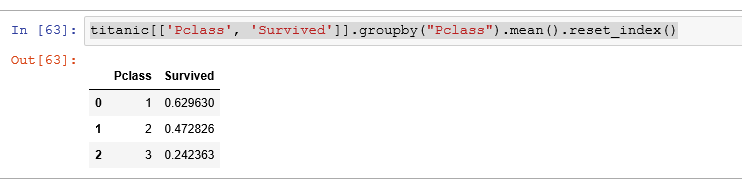 In [63]: titanic[['Pclass', 'Survived']].groupby("Pclass").mean().reset_index()
Out[63]:
Pclass Survived
0 1 0.629630
1 2 0.472826
2 3 0.242363